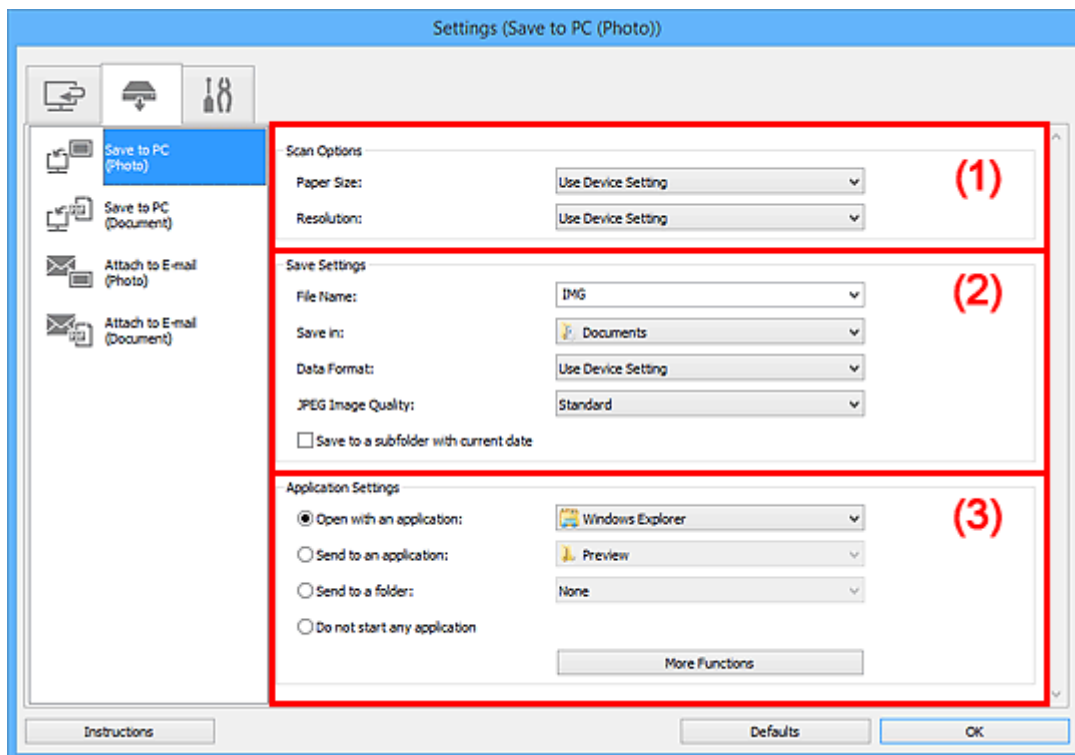 Settings (Save to PC (Photo))
Save to PC
(Photo)
Save to PC
(Document)
Attach to E-mail
(Photo)
Attach to E-mail
(Document)
Scan Options
(1)
Paper Size: Use Device Setting
Resolution: Use Device Setting
Save Settings
(2)
File Name: IMG
Save in: Documents
Data Format: Use Device Setting
JPEG Image Quality: Standard
Save to a subfolder with current date
Application Settings
(3)
Open with an application: Windows Explorer
Send to an application: Preview
Send to a folder: None
Do not start any application
More Functions
Instructions Defaults OK